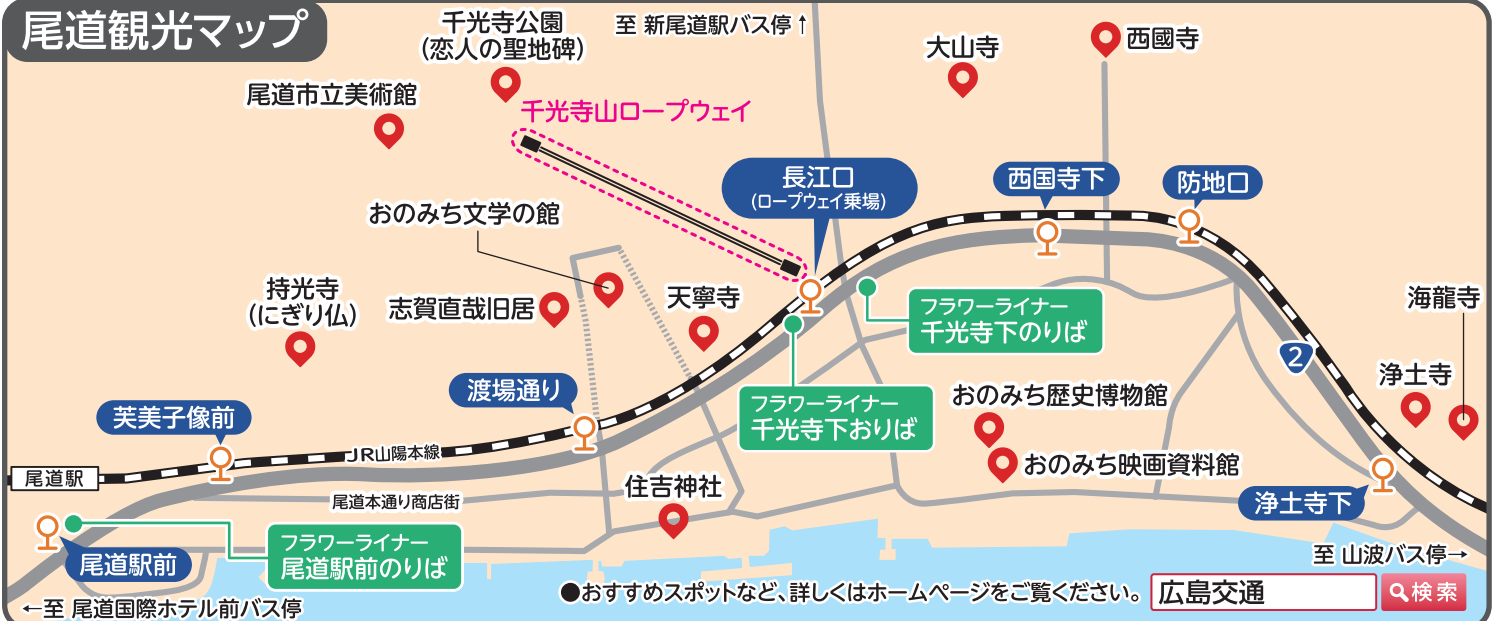 尾道観光マップ
千光寺公園
(恋人の聖地碑)
至 新尾道駅バス停↑
大山寺
西國寺
尾道市立美術館
千光寺山ロープウェイ
長江口
(ロープウェイ乗場)
西国寺下
防地口
おのみち文学の館
持光寺
(にぎり仏)
志賀直哉旧居
天寧寺
フラワーライナー
千光寺下のりば
海龍寺
2
浄土寺
渡場通り
フラワーライナー
千光寺下おりば
おのみち歴史博物館
芙美子像前
JR山陽本線
おのみち映画資料館
尾道駅
住吉神社
尾道本通り商店街
浄土寺下
フラワーライナー
尾道駅前のりば
尾道駅前
至 山波バス停→
←至 尾道国際ホテル前バス停
●おすすめスポットなど、詳しくはホームページをご覧ください。
広島交通
検索